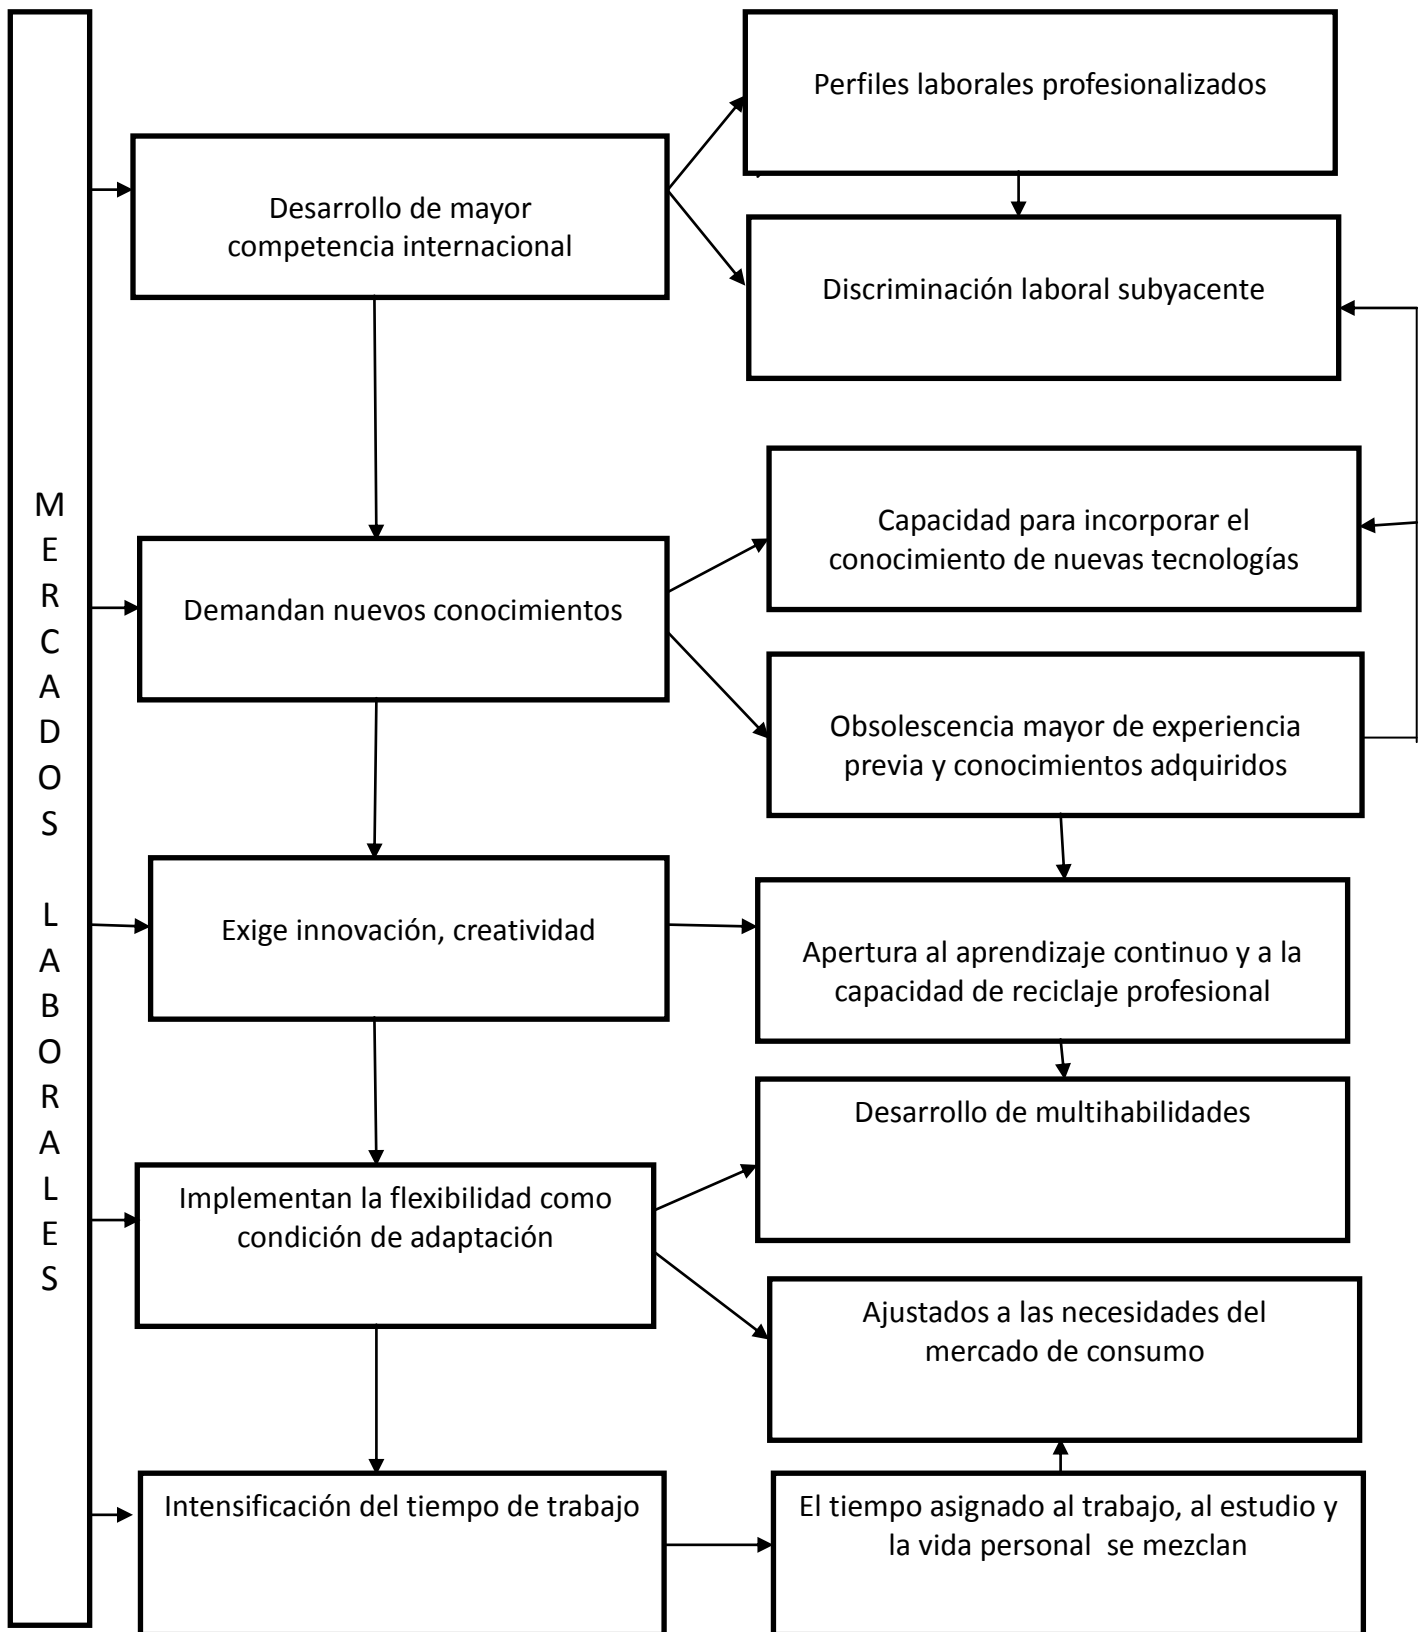 MERCADOS LABORALES
Perfiles laborales profesionalizados
Desarrollo de mayor
competencia internacional
Discriminación laboral subyacente
Capacidad para incorporar el
conocimiento de nuevas tecnologías
Demandan nuevos conocimientos
Obsolescencia mayor de experiencia
previa y conocimientos adquiridos
Exige innovación, creatividad
Apertura al aprendizaje continuo y a la
capacidad de reciclaje profesional
Desarrollo de multihabilidades
Implementan la flexibilidad como
condición de adaptación
Ajustados a las necesidades del
mercado de consumo
Intensificación del tiempo de trabajo
El tiempo asignado al trabajo, al estudio y
la vida personal  se mezclan